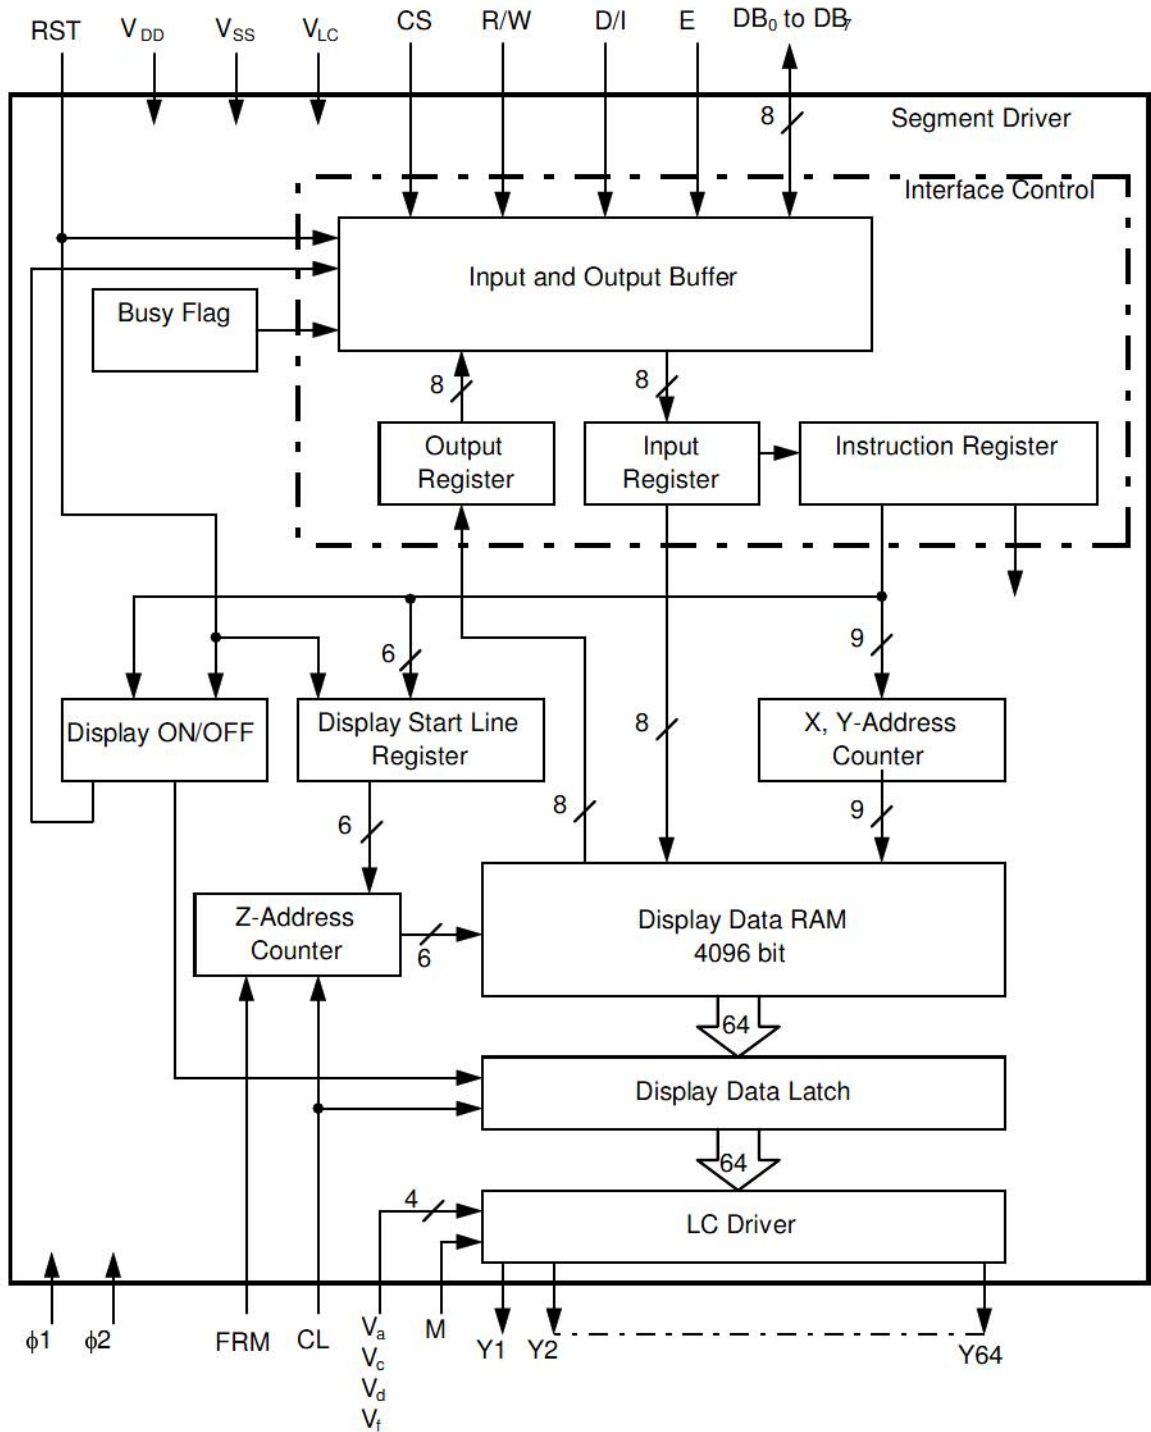 RST V DD VSS VLC CS R/W D/I E DB0 to DB7
8
Segment Driver
Interface Control
Input and Output Buffer
Busy Flag
8 8
Output
Register
Input
Register
Instruction Register
6 9
Display ON/OFF
Display Start Line
Register
8
X, Y-Address
Counter
6 8 9
Z-Address
Counter
6
Display Data RAM
4096 bit
64
Display Data Latch
64
4
LC Driver
ϕ1 ϕ2 FRM CL Va M Y1 Y2 Y64
Vc
Vd
Vf